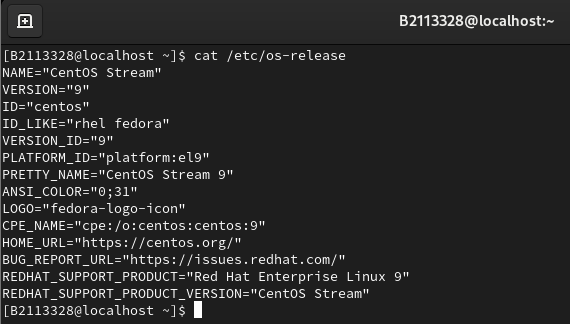 B2113328@localhost:~
[B2113328@localhost ~]$ cat /etc/os-release
NAME="CentOS Stream"
VERSION="9"
ID="centos"
ID_LIKE="rhel fedora"
VERSION_ID="9"
PLATFORM_ID="platform:el9"
PRETTY_NAME="CentOS Stream 9"
ANSI_COLOR="0;31"
LOGO="fedora-logo-icon"
CPE_NAME="cpe:/o:centos:centos:9"
HOME_URL="https://centos.org/"
BUG_REPORT_URL="https://issues.redhat.com/"
REDHAT_SUPPORT_PRODUCT="Red Hat Enterprise Linux 9"
REDHAT_SUPPORT_PRODUCT_VERSION="CentOS Stream"
[B2113328@localhost ~]$